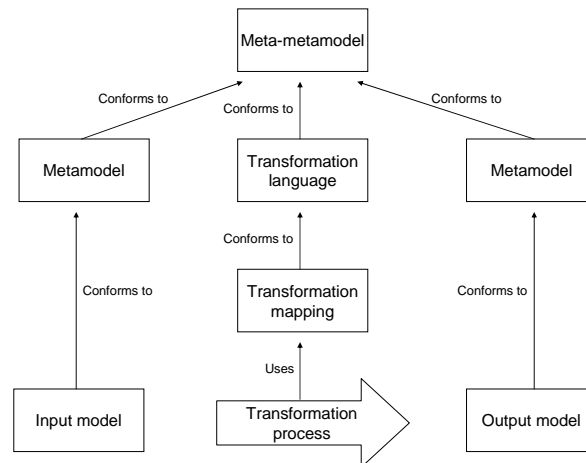 Meta-metamodel
Conforms to
Conforms to
Conforms to
Metamodel
Transformation
language
Metamodel
Conforms to
Conforms to
Conforms to
Transformation
mapping
Uses
Input model
Transformation
process
Output model